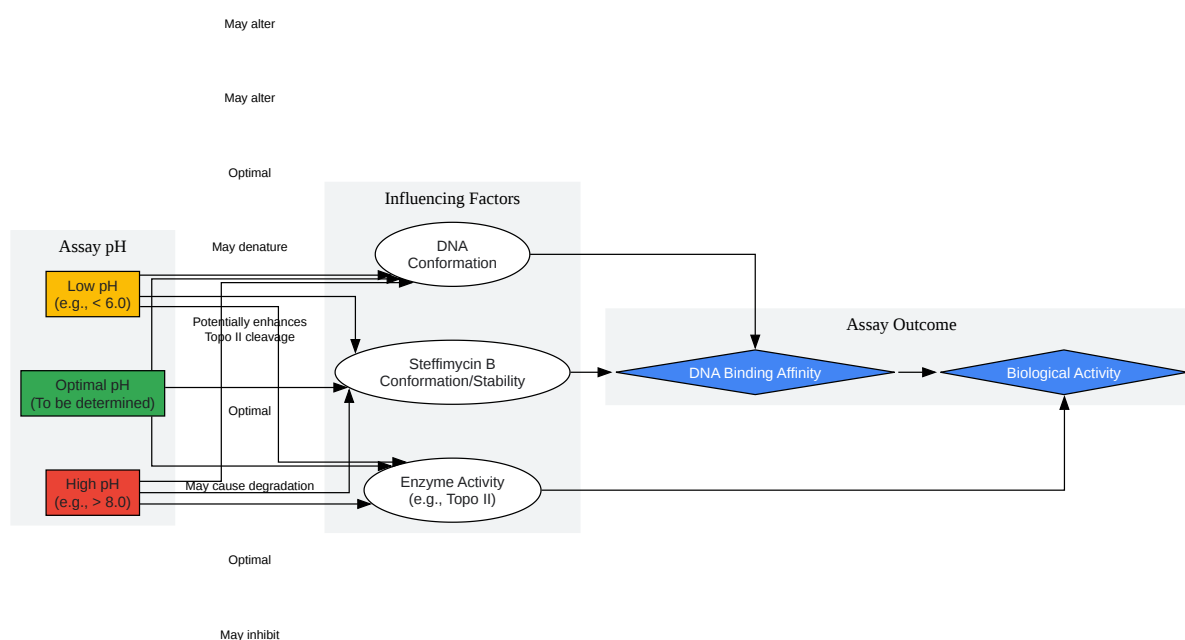 May alter
May alter
Optimal
Influencing Factors
Assay pH
May denature
DNA
Conformation
Low pH
(e.g., < 6.0)
Potentially enhances
Topo II cleavage
Assay Outcome
Steffimycin B
Conformation/Stability
DNA Binding Affinity
Biological Activity
Optimal pH
(To be determined)
Optimal
High pH
(e.g., > 8.0)
May cause degradation
Enzyme Activity
(e.g., Topo II)
Optimal
May inhibit